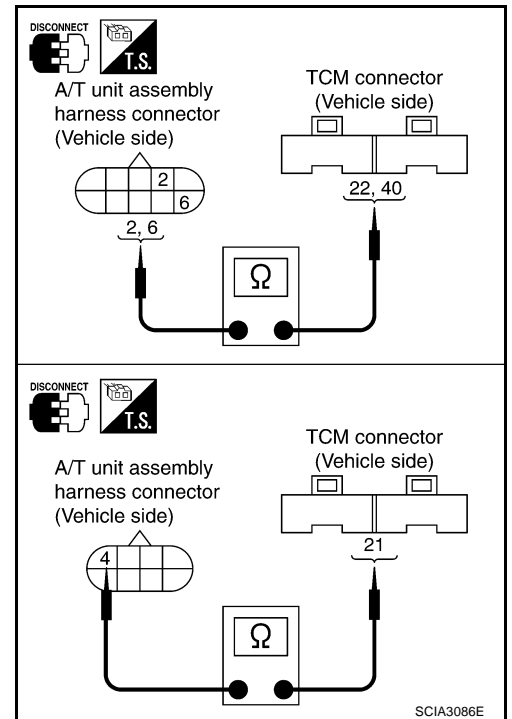 DISCONNECT
T.S.
A/T unit assembly
harness connector
(Vehicle side)
2
6
2, 6
TCM connector
(Vehicle side)
22, 40
Ω
DISCONNECT
T.S.
A/T unit assembly
harness connector
(Vehicle side)
4
TCM connector
(Vehicle side)
21
Ω
SCIA3086E